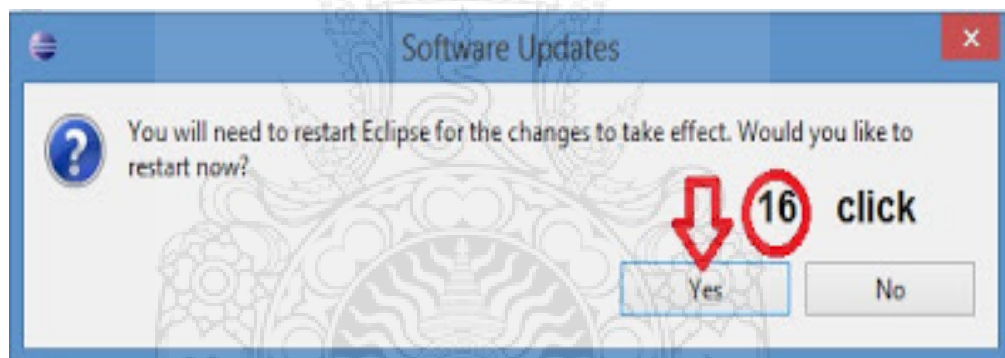 Software Updates
You will need to restart Eclipse for the changes to take effect. Would you like to
restart now?
16 click
Yes No